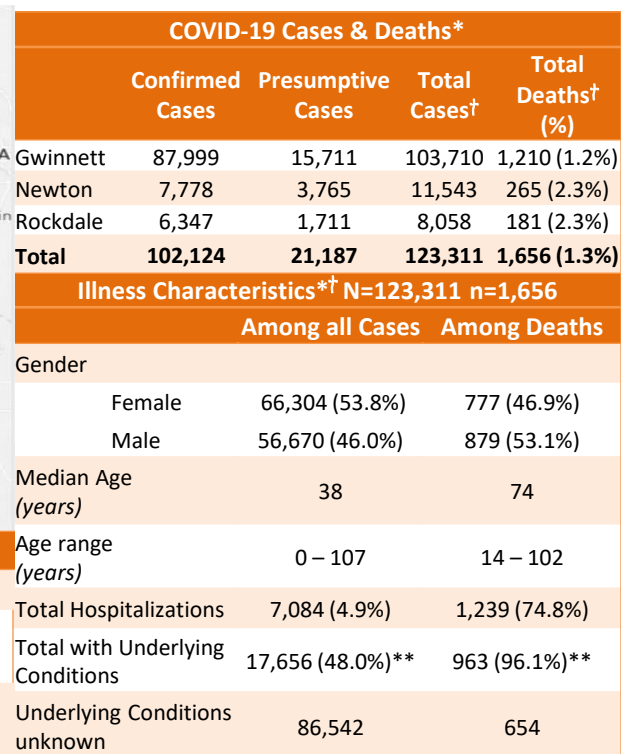 COVID-19 Cases & Deaths*
Confirmed Cases Presumptive Cases Total Cases† Total Deaths† (%)
Gwinnett 87,999 15,711 103,710 1,210 (1.2%)
Newton 7,778 3,765 11,543 265 (2.3%)
Rockdale 6,347 1,711 8,058 181 (2.3%)
Total 102,124 21,187 123,311 1,656 (1.3%)
Illness Characteristics*† N=123,311 n=1,656
Among all Cases Among Deaths
Gender
Female 66,304 (53.8%) 777 (46.9%)
Male 56,670 (46.0%) 879 (53.1%)
Median Age (years) 38 74
Age range (years) 0 – 107 14 – 102
Total Hospitalizations 7,084 (4.9%) 1,239 (74.8%)
Total with Underlying Conditions 17,656 (48.0%)** 963 (96.1%)**
Underlying Conditions unknown 86,542 654